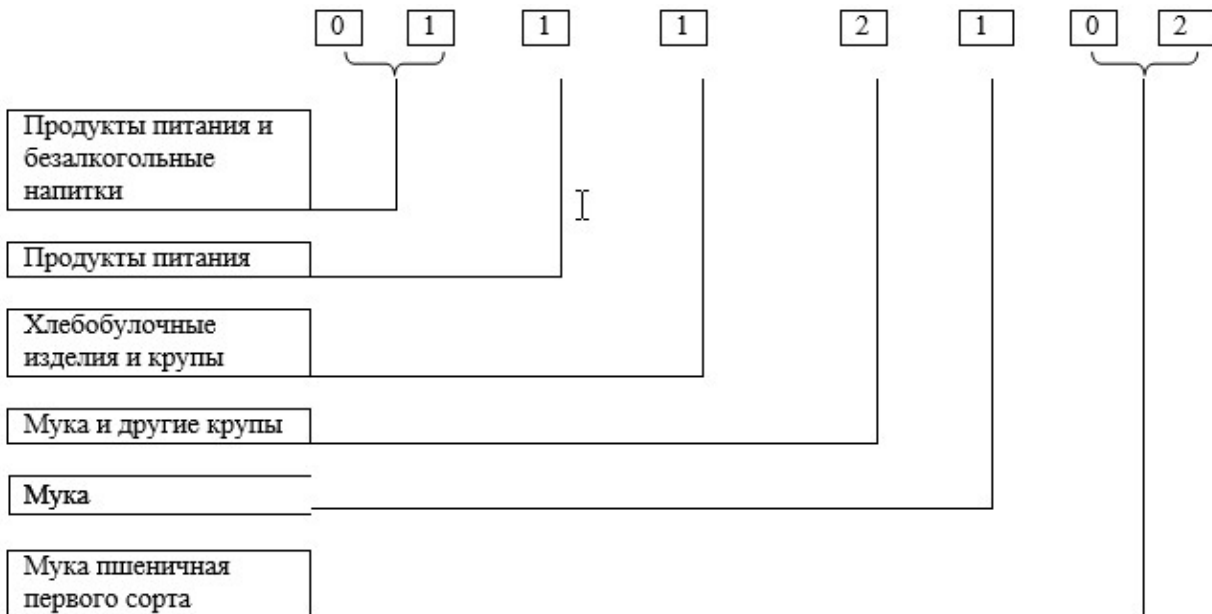 0 1 1 1 2 1 0 2
Продукты питания и
безалкогольные
напитки
Продукты питания
Хлебобулочные
изделия и крупы
Мука и другие крупы
Мука
Мука пшеничная
первого сорта